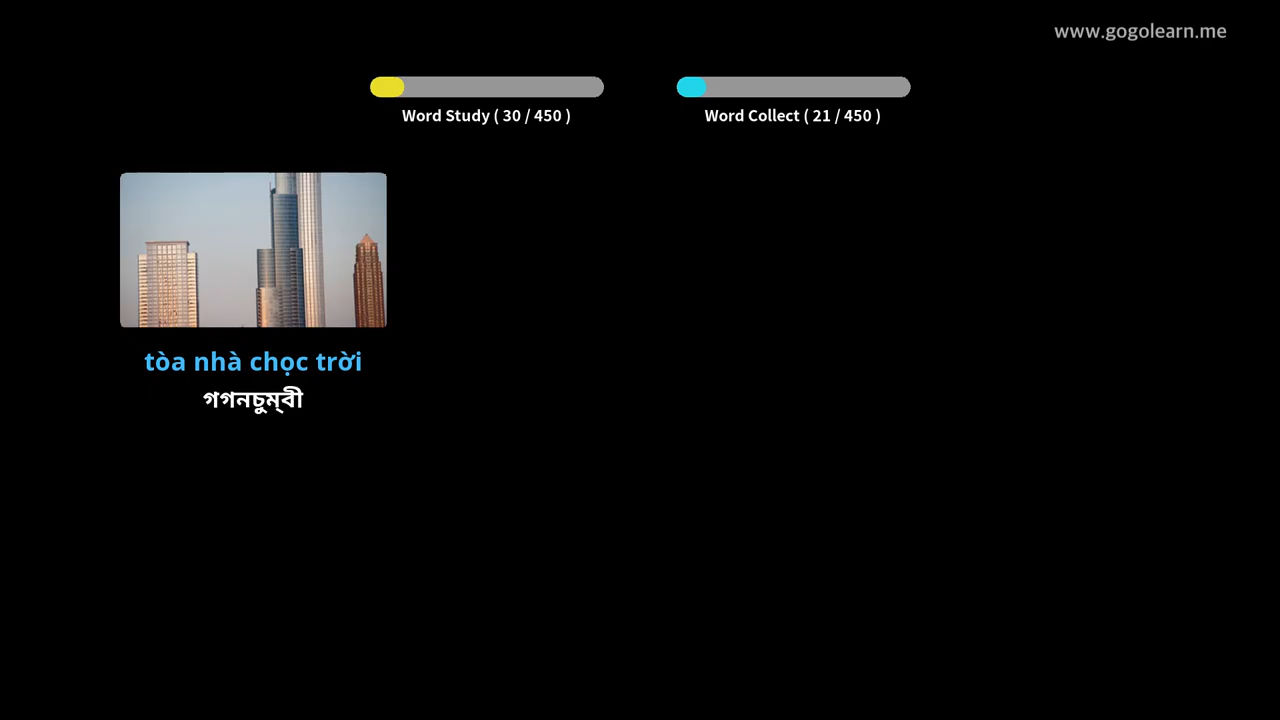 www.gogolearn.me
Word Study ( 30 / 450 )
Word Collect ( 21 / 450 )
tòa nhà chọc trời
গগনচুম্বী